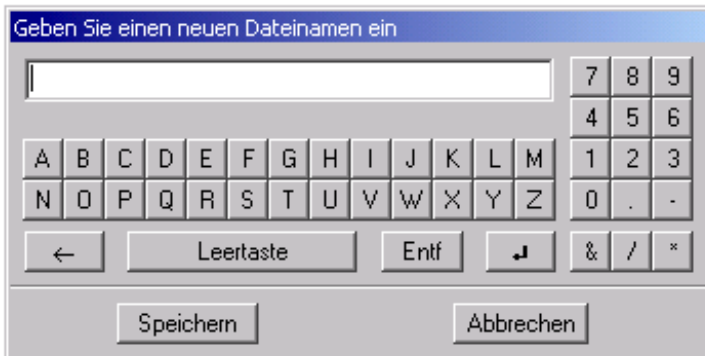 Geben Sie einen neuen Dateinamen ein
7 8 9
4 5 6
A B C D E F G H I J K L M 1 2 3
N O P Q R S T U V W X Y Z 0 . -
← Leertaste Entf ↵ & / *
Speichern Abbrechen